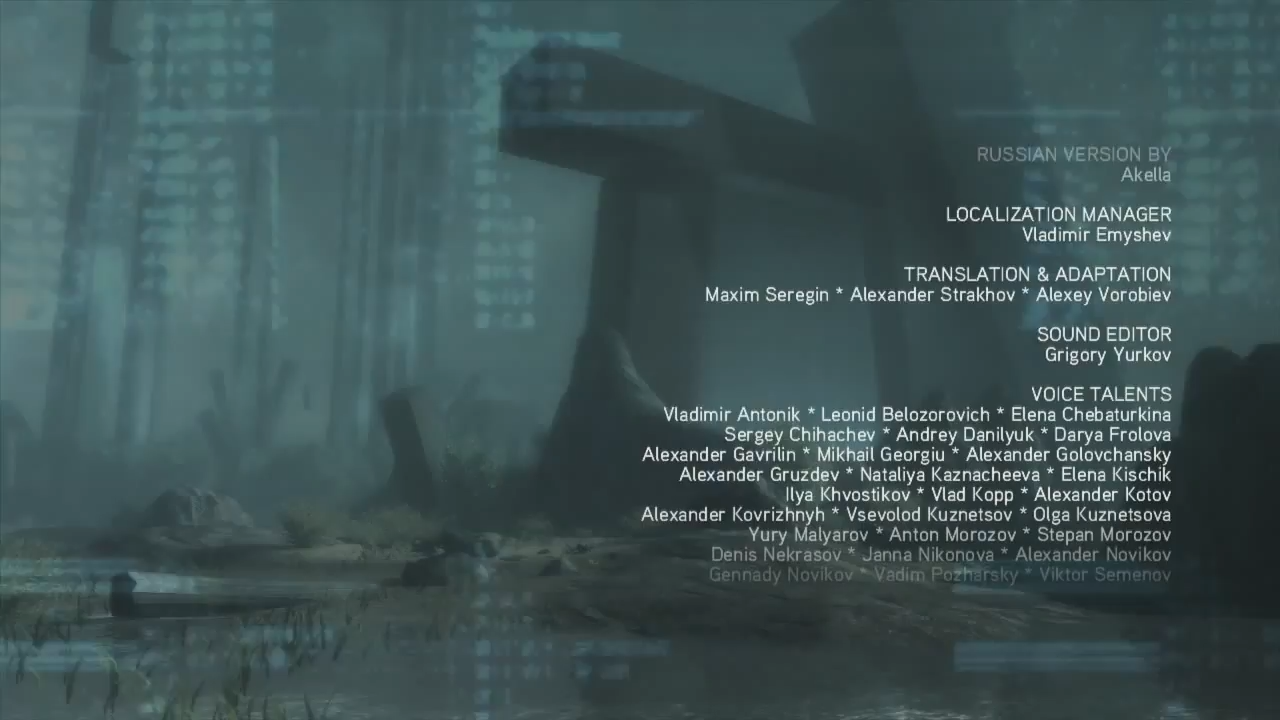 RUSSIAN VERSION BY
Akella
LOCALIZATION MANAGER
Vladimir Emyshev
TRANSLATION & ADAPTATION
Maxim Seregin * Alexander Strakhov * Alexey Vorobiev
SOUND EDITOR
Grigory Yurkov
VOICE TALENTS
Vladimir Antonik * Leonid Belozorovich * Elena Chebaturkina
Sergey Chihachev * Andrey Danilyuk * Darya Frolova
Alexander Gavrilin * Mikhail Georgiu * Alexander Golovchansky
Alexander Gruzdev * Nataliya Kaznacheeva * Elena Kischik
Ilya Khvostikov * Vlad Kopp * Alexander Kotov
Alexander Kovrizhnyh * Vsevolod Kuznetsov * Olga Kuznetsova
Yury Malyarov * Anton Morozov * Stepan Morozov
Denis Nekrasov * Janna Nikonova * Alexander Novikov
Gennady Novikov * Vadim Pozharsky * Viktor Semenov